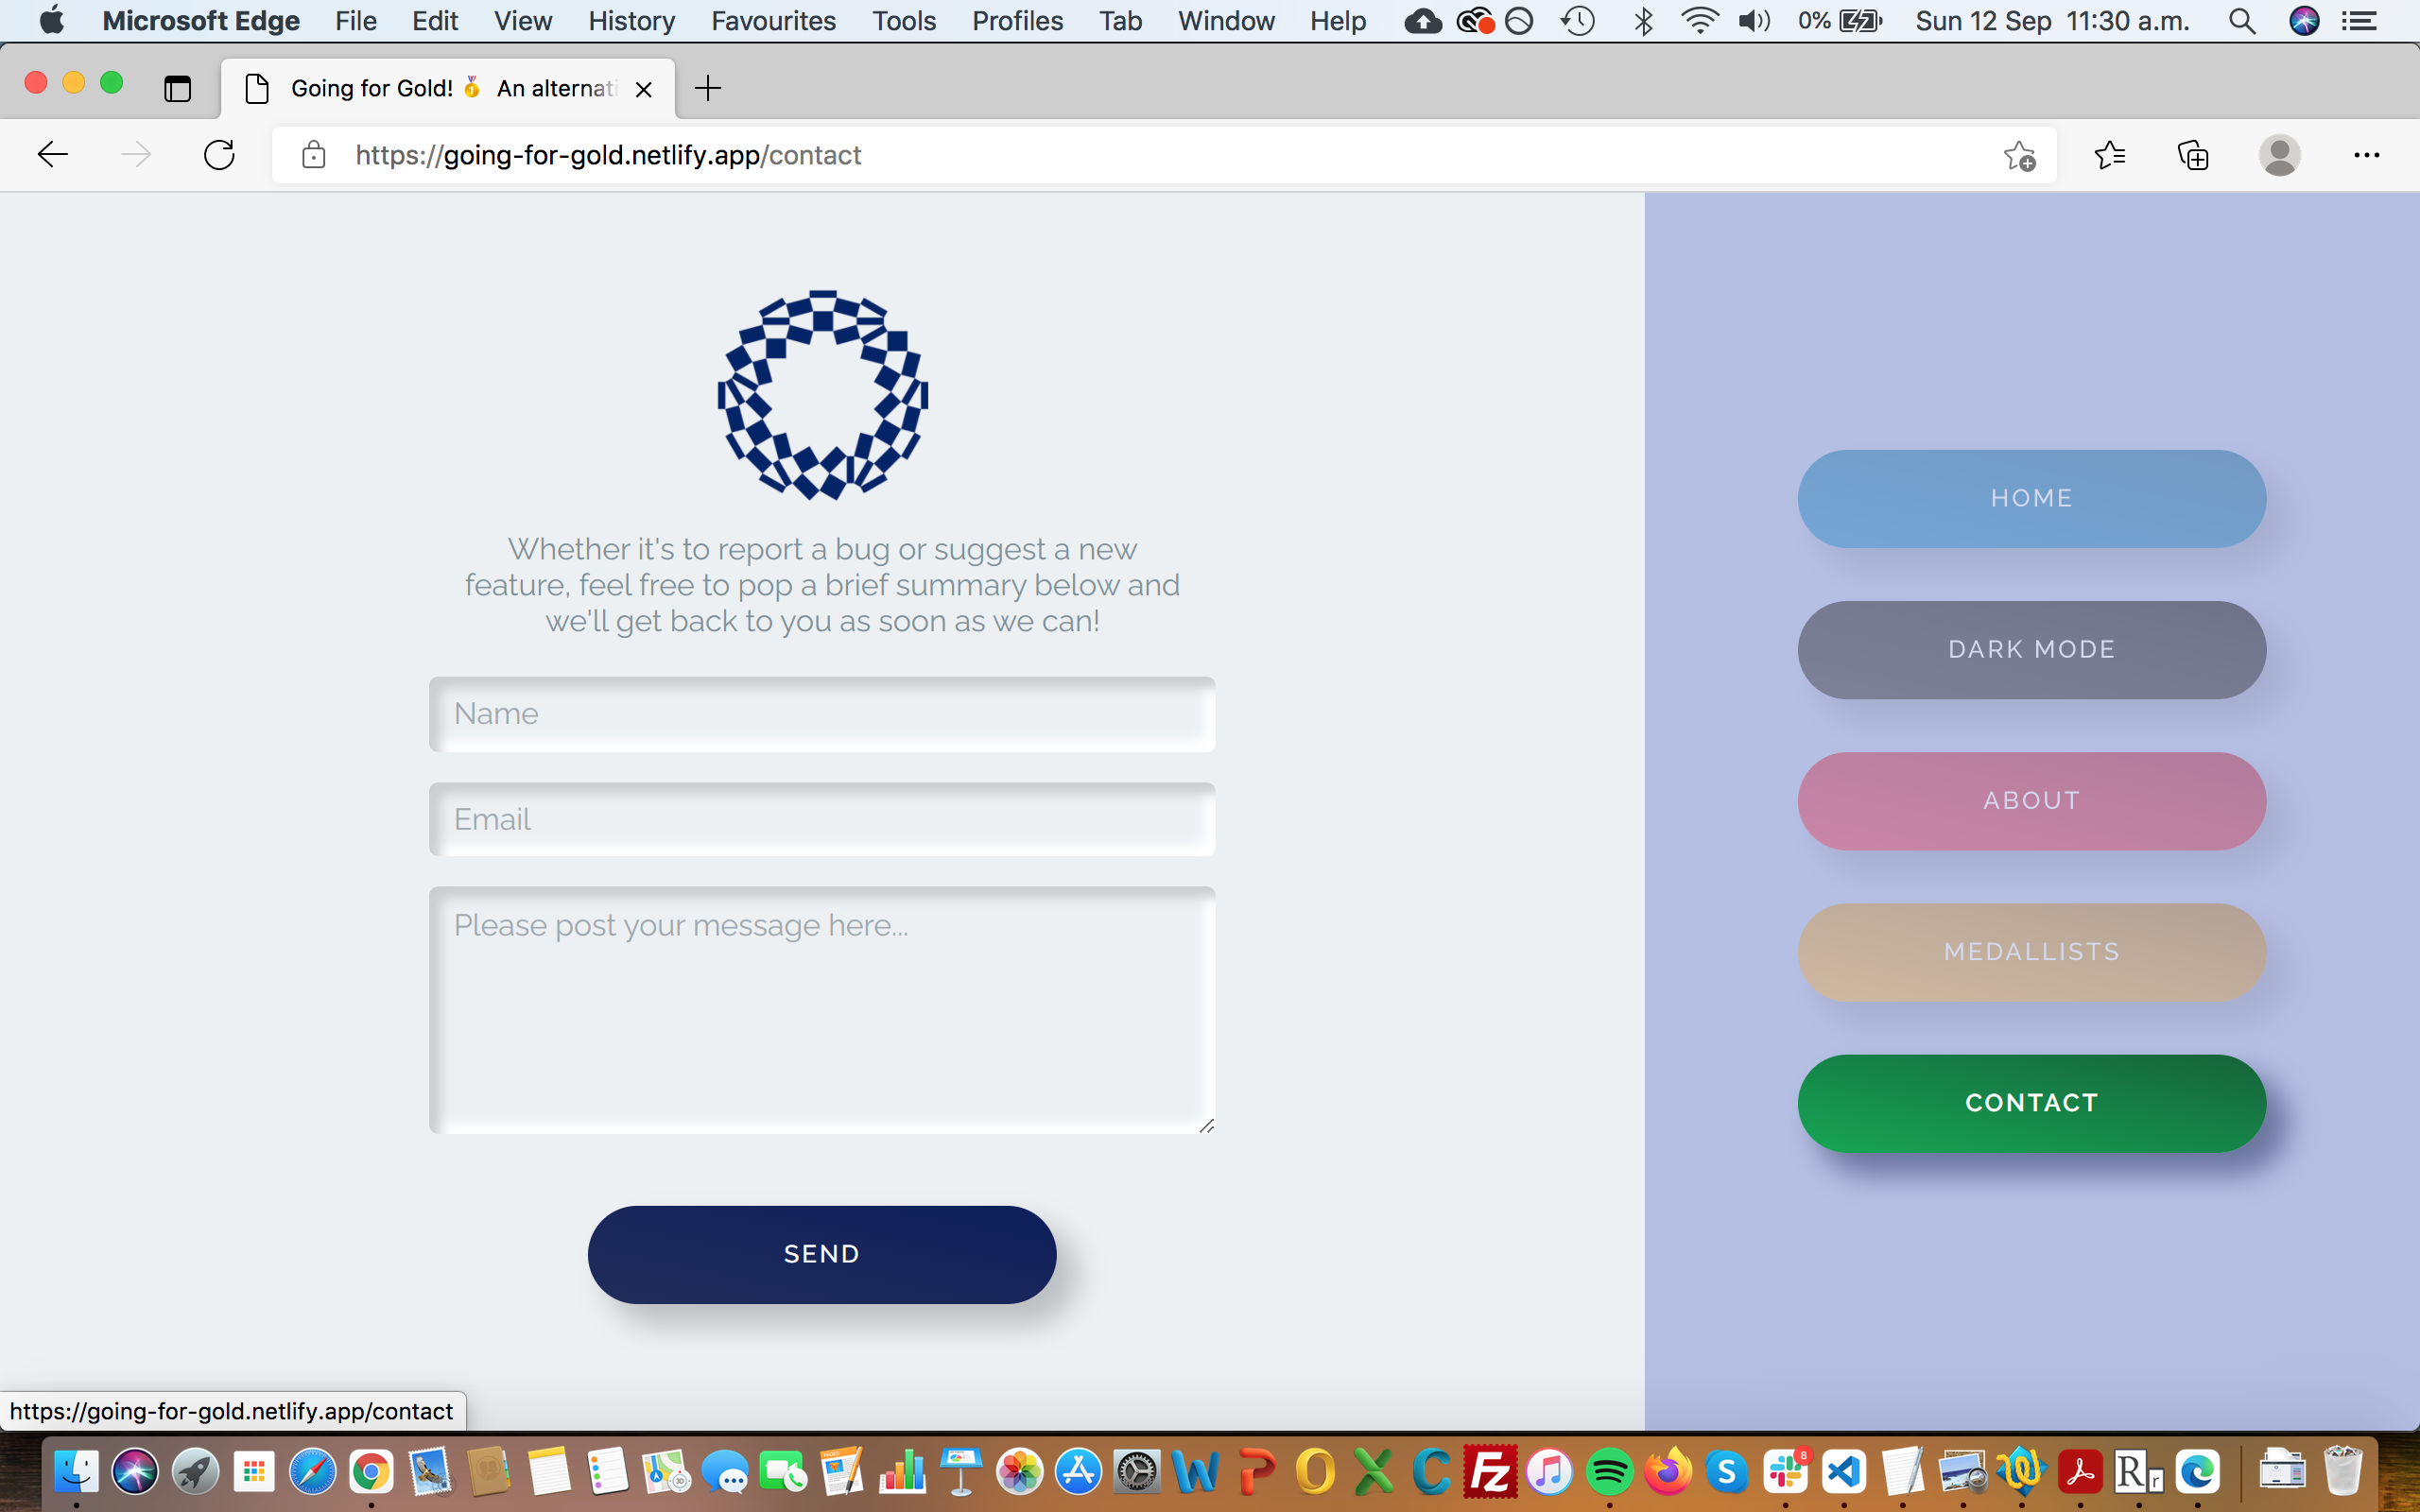 Microsoft Edge File Edit View History Favourites Tools Profiles Tab Window Help 0% Sun 12 Sep 11:30 a.m.
Going for Gold! 🥇 An alternati
https://going-for-gold.netlify.app/contact
Whether it's to report a bug or suggest a new
feature, feel free to pop a brief summary below and
we'll get back to you as soon as we can!
Name
Email
Please post your message here...
SEND
HOME
DARK MODE
ABOUT
MEDALLISTS
CONTACT
https://going-for-gold.netlify.app/contact
W P O X C Fz S 8 R r